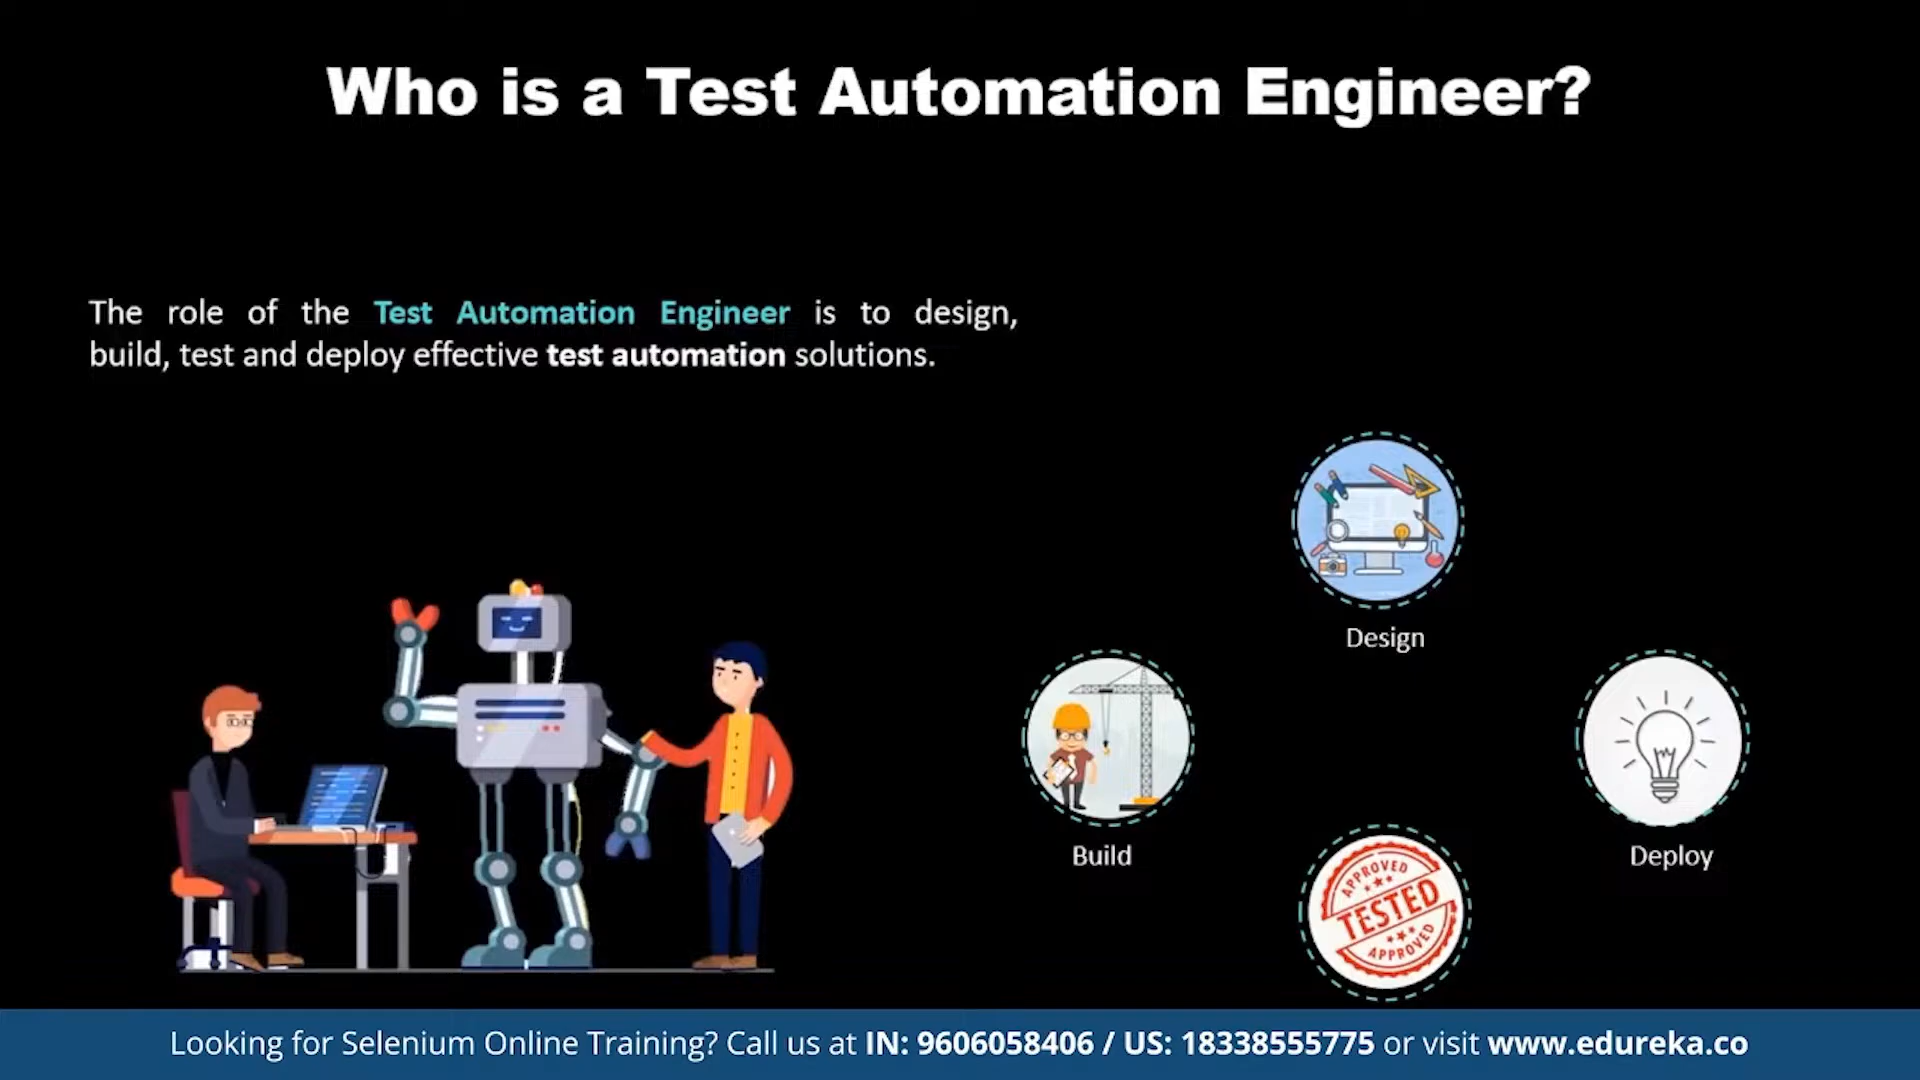 Who is a Test Automation Engineer?
The role of the Test Automation Engineer is to design,
build, test and deploy effective test automation solutions.
Design
Build
Deploy
APPROVED
TESTED
APPROVED
Looking for Selenium Online Training? Call us at IN: 9606058406 / US: 18338555775 or visit www.edureka.co